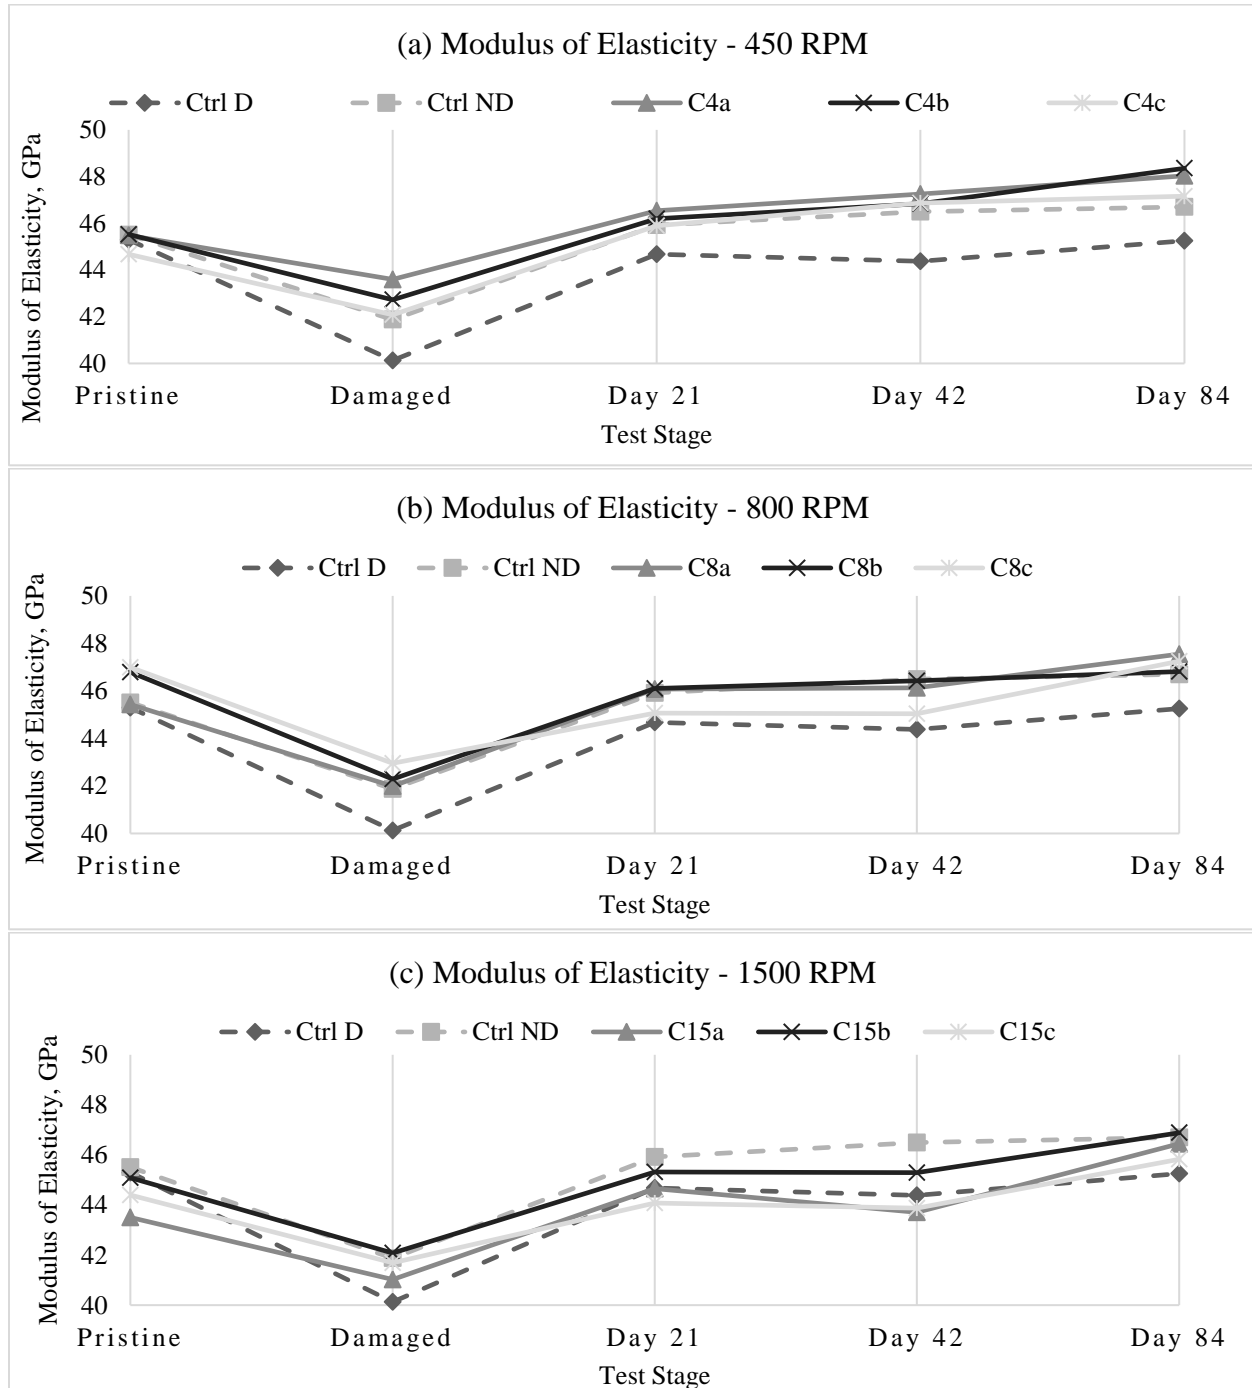 (a) Modulus of Elasticity - 450 RPM
Ctrl D Ctrl ND C4a C4b C4c
Modulus of Elasticity, GPa
50
48
46
44
42
40
Pristine Damaged Day 21 Day 42 Day 84
Test Stage
(b) Modulus of Elasticity - 800 RPM
Ctrl D Ctrl ND C8a C8b C8c
Modulus of Elasticity, GPa
50
48
46
44
42
40
Pristine Damaged Day 21 Day 42 Day 84
Test Stage
(c) Modulus of Elasticity - 1500 RPM
Ctrl D Ctrl ND C15a C15b C15c
Modulus of Elasticity, GPa
50
48
46
44
42
40
Pristine Damaged Day 21 Day 42 Day 84
Test Stage